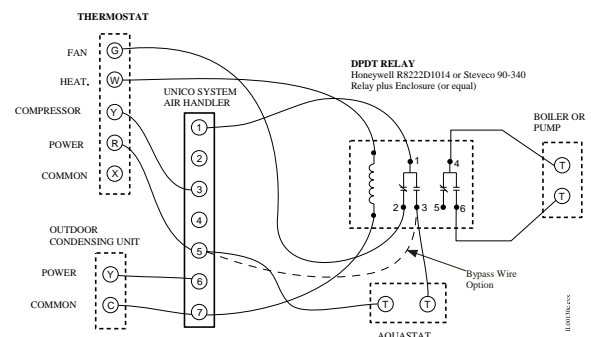 THERMOSTAT
FAN G
HEAT. W
COMPRESSOR Y
POWER R
COMMON X
UNICO SYSTEM
AIR HANDLER
1
2
3
4
5
6
7
OUTDOOR
CONDENSING UNIT
POWER Y
COMMON C
DPDT RELAY
Honeywell R8222D1014 or Steveco 90-340
Relay plus Enclosure (or equal)
1 4
2 3 5 6
BOILER OR
PUMP
T
T
Bypass Wire
Option
T T
AQUASTAT